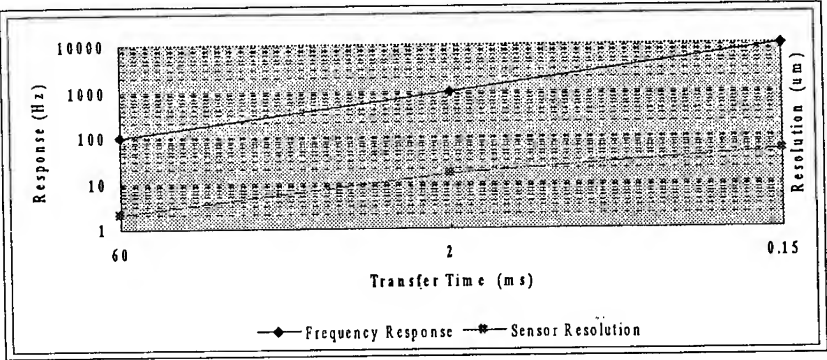 10000
1000
100
10
1
Response (Hz)
Resolution (um)
60 2 0.15
Transfer Time (ms)
Frequency Response Sensor Resolution